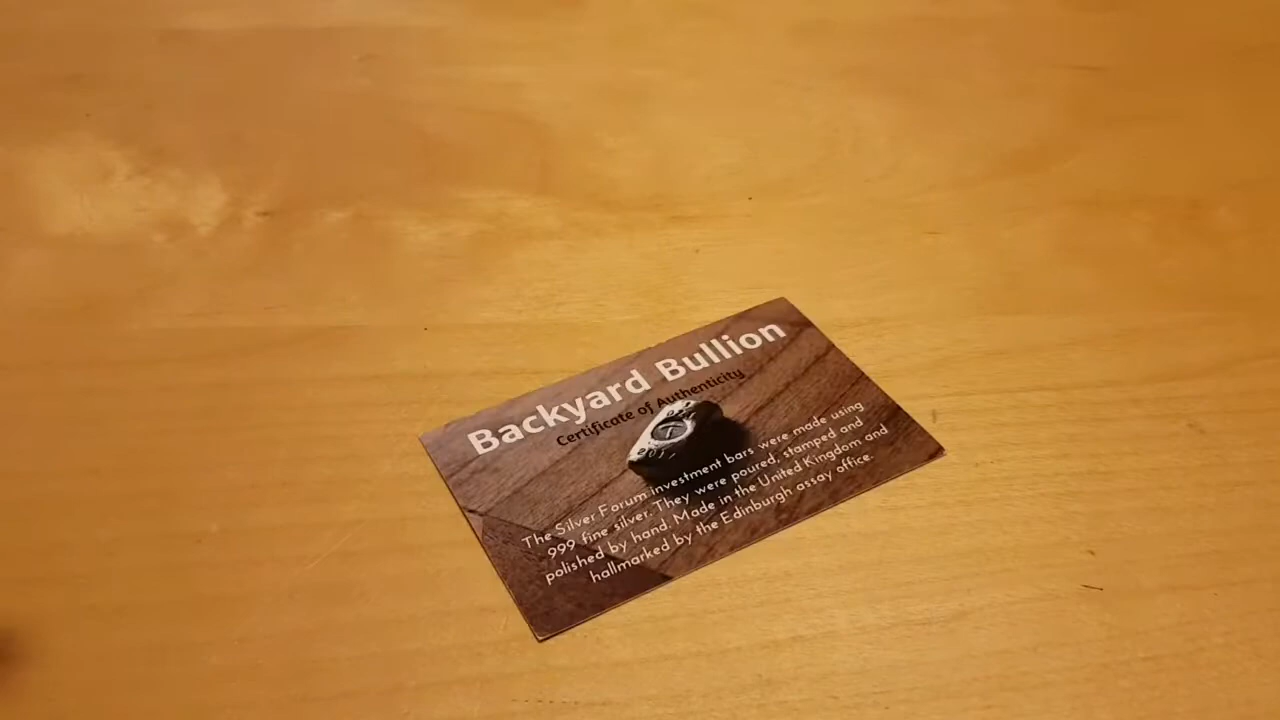 Backyard Bullion
Certificate of Authenticity
2017
The Silver Forum investment bars were made using
999 fine silver. They were poured, stamped and
polished by hand. Made in the United Kingdom and
hallmarked by the Edinburgh assay office.